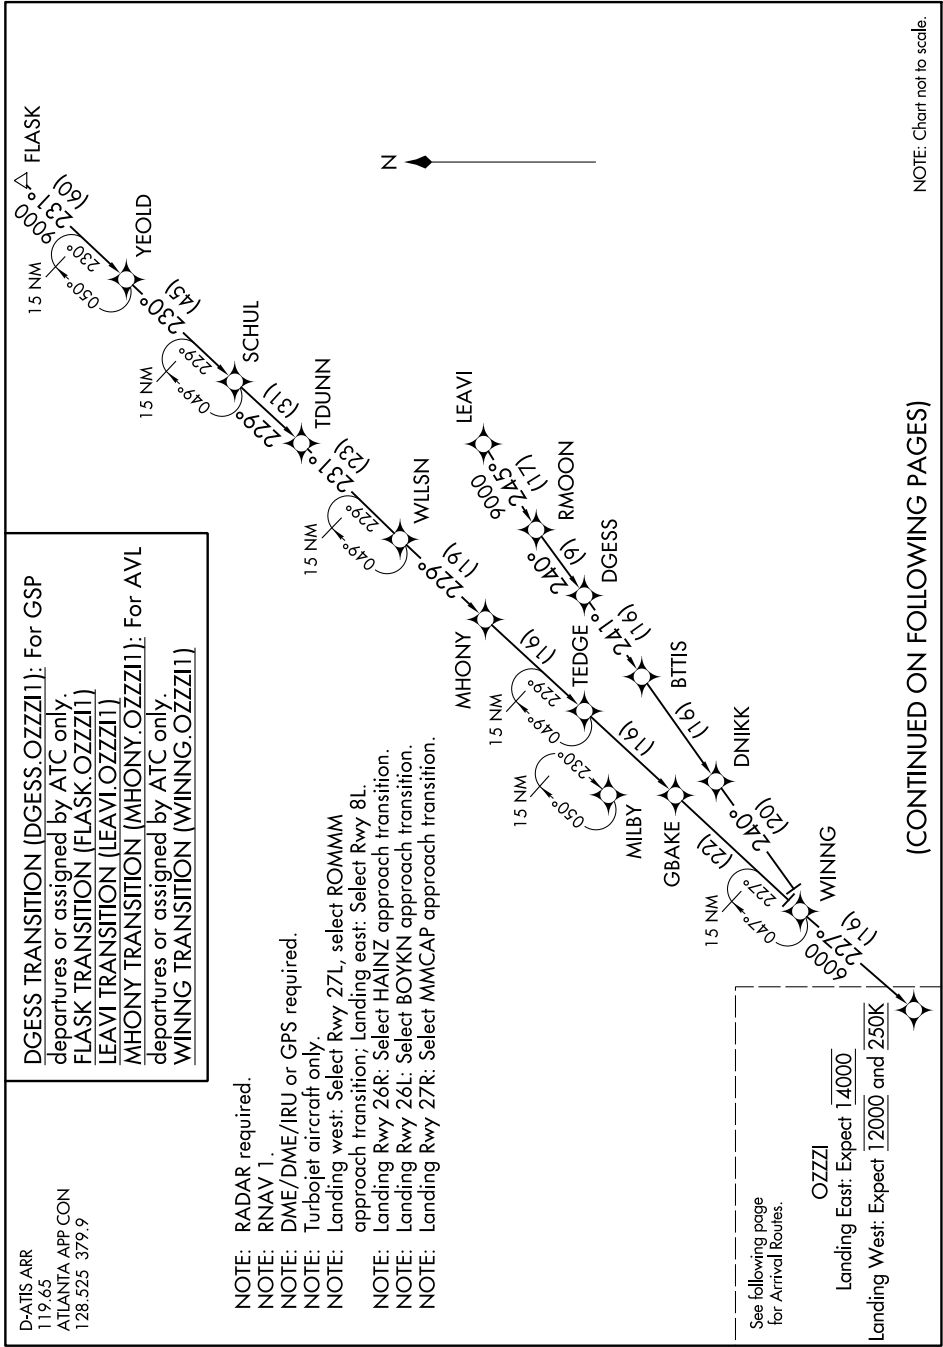 D-ATIS ARR
119.65
ATLANTA APP CON
128.525 379.9
DGESS TRANSITION (DGESS.OZZZI1): For GSP
departures or assigned by ATC only.
FLASK TRANSITION (FLASK.OZZZI1)
LEAVI TRANSITION (LEAVI.OZZZI1)
MHONY TRANSITION (MHONY.OZZZI1): For AVL
departures or assigned by ATC only.
WINNG TRANSITION (WINNG.OZZZI1)
NOTE: RADAR required.
NOTE: RNAV 1.
NOTE: DME/DME/IRU or GPS required.
NOTE: Turbojet aircraft only.
NOTE: Landing west: Select Rwy 27L, select ROMMM
approach transition; Landing east: Select Rwy 8L.
NOTE: Landing Rwy 26R: Select HAINZ approach transition.
NOTE: Landing Rwy 26L: Select BOYKN approach transition.
NOTE: Landing Rwy 27R: Select MMCAP approach transition.
FLASK
9000
231°
(60)
15 NM
230°
050°
YEOLD
230°
(45)
15 NM
229°
049°
SCHUL
229°
(31)
TDUNN
231°
(23)
15 NM
229°
049°
WLLSN
229°
(19)
MHONY
(16)
15 NM
229°
049°
TEDGE
(16)
15 NM
230°
050°
MILBY
GBAKE
(22)
LEAVI
9000
245°
(17)
RMOON
240°
(9)
DGESS
241°
(16)
BTTIS
(16)
DNIKK
240°
(20)
15 NM
227°
047°
WINNG
6000
227°
(16)
N
See following page
for Arrival Routes.
OZZZI
Landing East: Expect 14000
Landing West: Expect 12000 and 250K
(CONTINUED ON FOLLOWING PAGES)
NOTE: Chart not to scale.